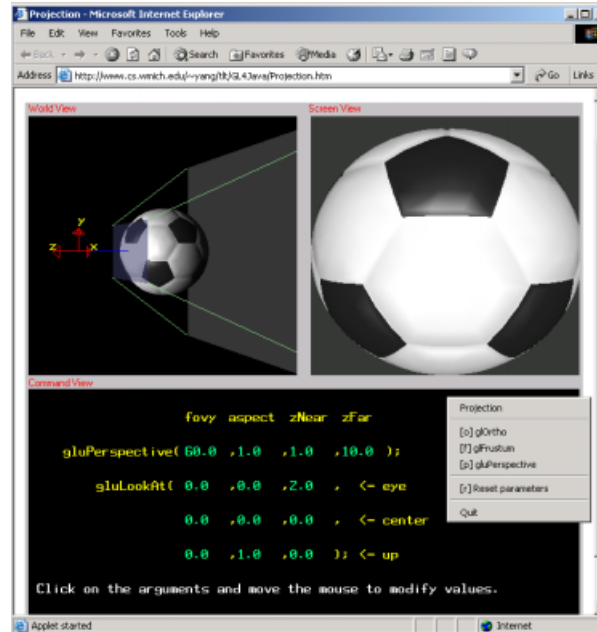 Projection - Microsoft Internet Explorer
File Edit View Favorites Tools Help
Back Search Favorites Media
Address http://www.cs.wmich.edu/~yang/tlt/GL4Java/Projection.htm Go Links
World View Screen View
y
z x
Command View
fovy aspect zNear zFar
gluPerspective( 60.0 ,1.0 ,1.0 ,10.0 );
gluLookAt( 0.0 ,0.0 ,2.0 , <- eye
0.0 ,0.0 ,0.0 , <- center
0.0 ,1.0 ,0.0 ); <- up
Click on the arguments and move the mouse to modify values.
Projection
[o] glOrtho
[f] glFrustum
[p] gluPerspective
[r] Reset parameters
Quit
Applet started Internet